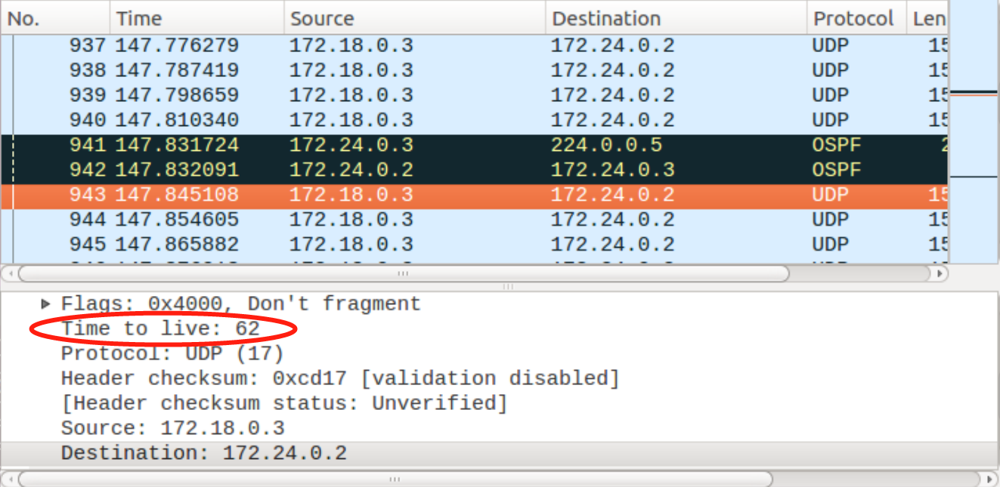 No. Time Source Destination Protocol Len
937 147.776279 172.18.0.3 172.24.0.2 UDP 15
938 147.787419 172.18.0.3 172.24.0.2 UDP 15
939 147.798659 172.18.0.3 172.24.0.2 UDP 15
940 147.810340 172.18.0.3 172.24.0.2 UDP 15
941 147.831724 172.24.0.3 224.0.0.5 OSPF 2
942 147.832091 172.24.0.2 172.24.0.3 OSPF
943 147.845108 172.18.0.3 172.24.0.2 UDP 15
944 147.854605 172.18.0.3 172.24.0.2 UDP 15
945 147.865882 172.18.0.3 172.24.0.2 UDP 15
Flags: 0x4000, Don't fragment
Time to live: 62
Protocol: UDP (17)
Header checksum: 0xcd17 [validation disabled]
[Header checksum status: Unverified]
Source: 172.18.0.3
Destination: 172.24.0.2